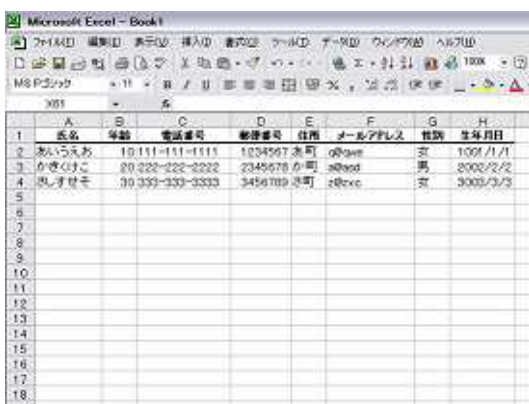 Microsoft Excel - Book1
ファイル(F) 編集(E) 表示(V) 挿入(I) 書式(O) ツール(T) データ(D) ウィンドウ(W) ヘルプ(H)
100%
MS Pゴシック 11 B I U
X61 fx
A B C D E F G H
1 氏名 年齢 電話番号 郵便番号 住所 メールアドレス 性別 生年月日
2 あいうえお 10 111-111-1111 1234567 あ町 a@qwe 女 1001/1/1
3 かきくけこ 20 222-222-2222 2345678 か町 a@asd 男 2002/2/2
4 さしすせそ 30 333-333-3333 3456789 さ町 z@zxc 女 3003/3/3
5
6
7
8
9
10
11
12
13
14
15
16
17
18